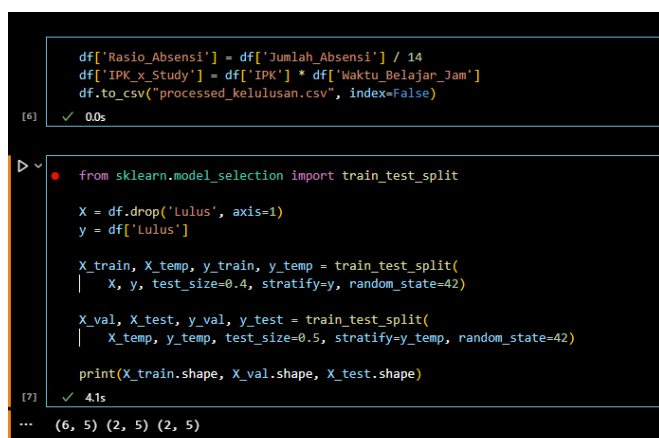 df['Rasio_Absensi'] = df['Jumlah_Absensi'] / 14
df['IPK_x_Study'] = df['IPK'] * df['Waktu_Belajar_Jam']
df.to_csv("processed_kelulusan.csv", index=False)
[6] ✓ 0.0s
from sklearn.model_selection import train_test_split
X = df.drop('Lulus', axis=1)
y = df['Lulus']
X_train, X_temp, y_train, y_temp = train_test_split(
X, y, test_size=0.4, stratify=y, random_state=42)
X_val, X_test, y_val, y_test = train_test_split(
X_temp, y_temp, test_size=0.5, stratify=y_temp, random_state=42)
print(X_train.shape, X_val.shape, X_test.shape)
[7] ✓ 4.1s
... (6, 5) (2, 5) (2, 5)